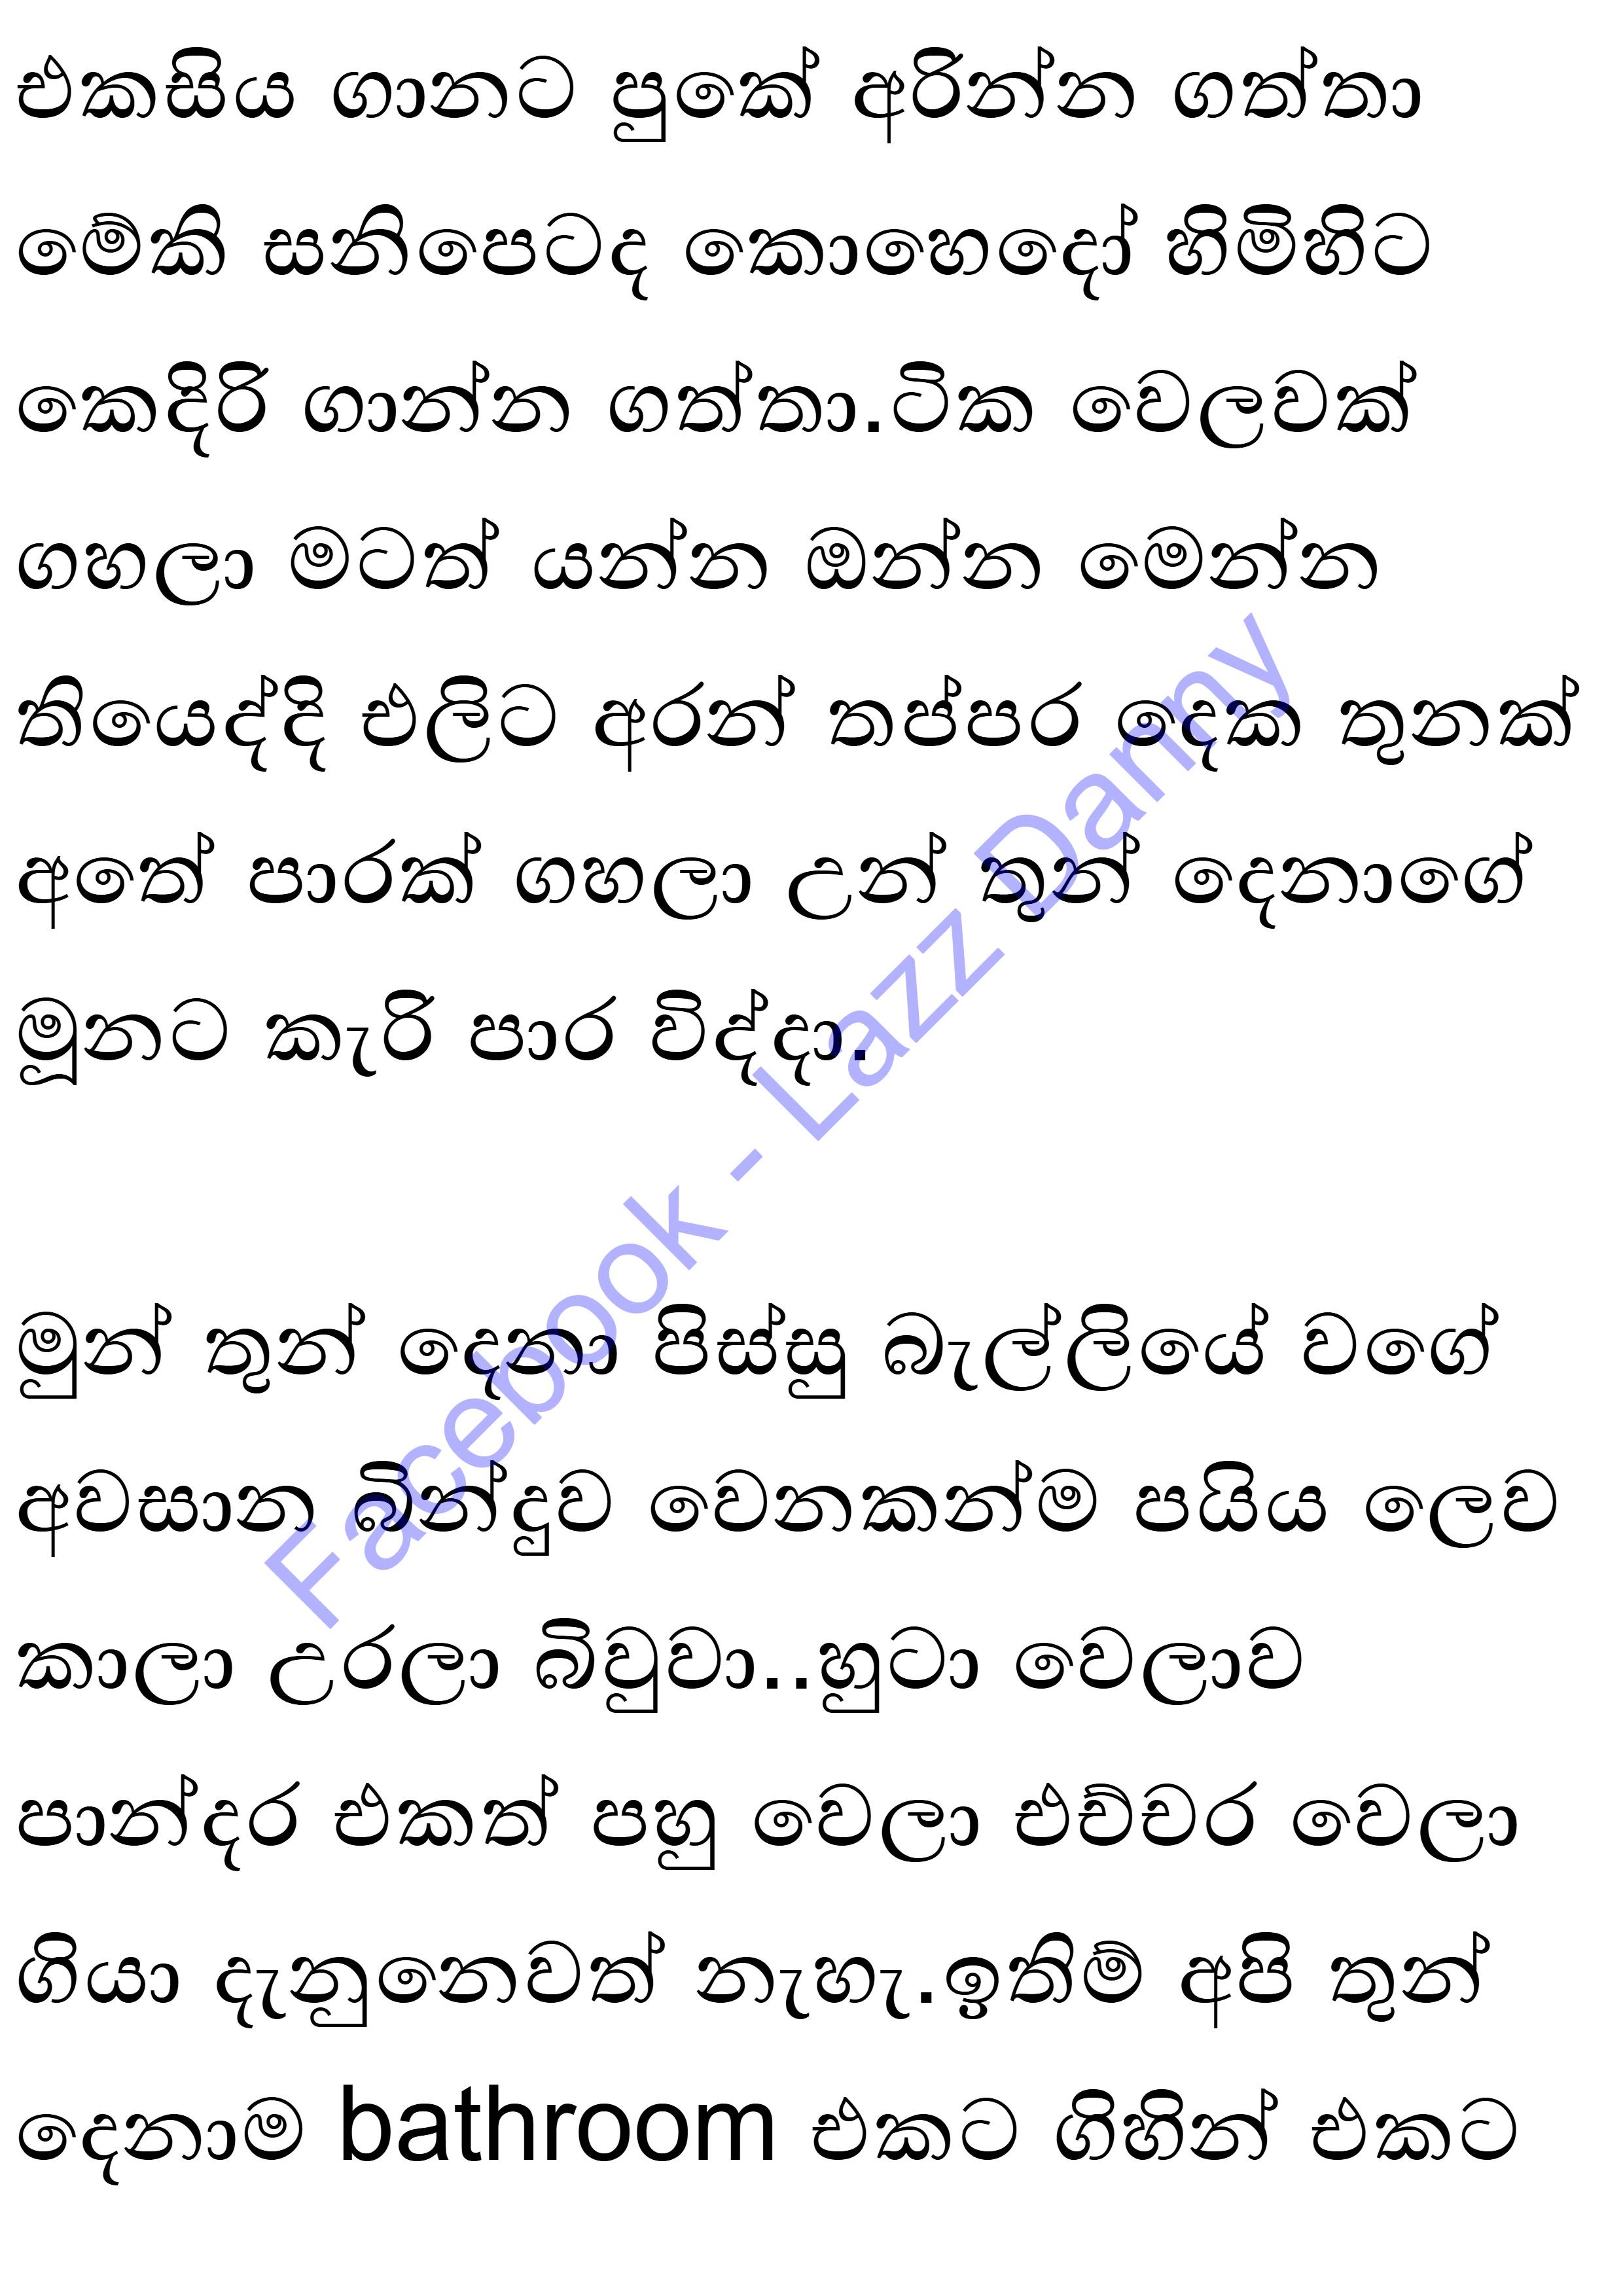 එකසිය ගානට පුකේ අරින්න ගත්තා
මේකි සනිපෙටද කොහෙදෝ හිමිහිට
කෙදිරි ගාන්න ගත්තා.ටික වෙලවක්
ගහලා මටත් යන්න ඔන්න මෙන්න
තියෙද්දි එලිට අරන් තප්පර දෙක තුනක්
අතේ පාරක් ගහලා උන් තුන් දෙනාගේ
මූනට කැරි පාර විද්දා.
මුන් තුන් දෙනා පිස්සු බැල්ලියේ වගේ
අවසාන බින්දුව වෙනකන්ම පයිය ලෙව
කාලා උරලා බිවුවා..හුටා වෙලාව
පාන්දර එකත් පහු වෙලා එච්චර වෙලා
ගියා දැනුනෙවත් නැහැ.ඉතිම් අපි තුන්
දෙනාම bathroom එකට ගිහින් එකට
Facebook - Lazz Danny